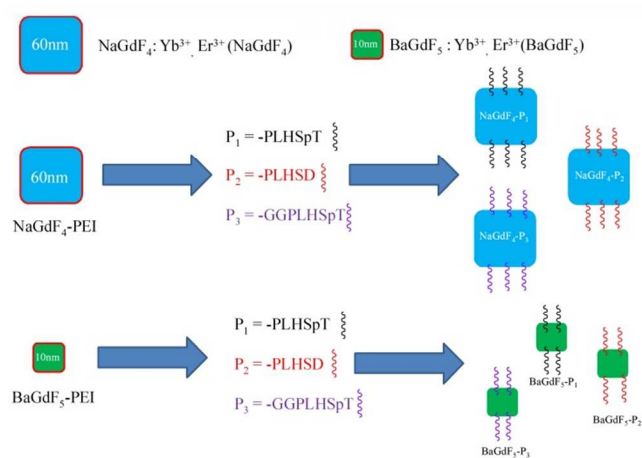 60nm
NaGdF₄: Yb³⁺, Er³⁺(NaGdF₄)
10nm
BaGdF₅ : Yb³⁺, Er³⁺(BaGdF₅)
60nm
NaGdF₄-PEI
P₁ = -PLHSpT
P₂ = -PLHSD
P₃ = -GGPLHSpT
NaGdF₄-P₁
NaGdF₄-P₂
NaGdF₄-P₃
10nm
BaGdF₅-PEI
P₁ = -PLHSpT
P₂ = -PLHSD
P₃ = -GGPLHSpT
BaGdF₅-P₁
BaGdF₅-P₂
BaGdF₅-P₃